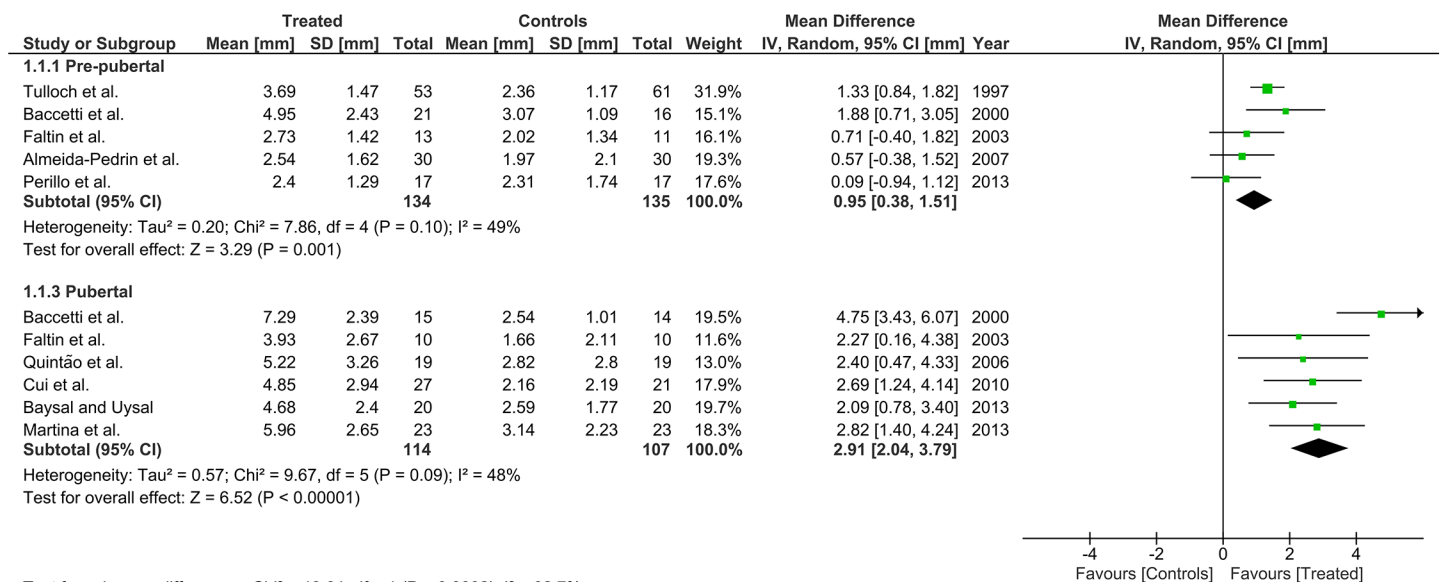 Treated Controls Mean Difference Mean Difference
Study or Subgroup Mean [mm] SD [mm] Total Mean [mm] SD [mm] Total Weight IV, Random, 95% CI [mm] Year IV, Random, 95% CI [mm]
1.1.1 Pre-pubertal
Tulloch et al. 3.69 1.47 53 2.36 1.17 61 31.9% 1.33 [0.84, 1.82] 1997
Baccetti et al. 4.95 2.43 21 3.07 1.09 16 15.1% 1.88 [0.71, 3.05] 2000
Faltin et al. 2.73 1.42 13 2.02 1.34 11 16.1% 0.71 [-0.40, 1.82] 2003
Almeida-Pedrin et al. 2.54 1.62 30 1.97 2.1 30 19.3% 0.57 [-0.38, 1.52] 2007
Perillo et al. 2.4 1.29 17 2.31 1.74 17 17.6% 0.09 [-0.94, 1.12] 2013
Subtotal (95% CI) 134 135 100.0% 0.95 [0.38, 1.51]
Heterogeneity: Tau² = 0.20; Chi² = 7.86, df = 4 (P = 0.10); I² = 49%
Test for overall effect: Z = 3.29 (P = 0.001)
1.1.3 Pubertal
Baccetti et al. 7.29 2.39 15 2.54 1.01 14 19.5% 4.75 [3.43, 6.07] 2000
Faltin et al. 3.93 2.67 10 1.66 2.11 10 11.6% 2.27 [0.16, 4.38] 2003
Quintão et al. 5.22 3.26 19 2.82 2.8 19 13.0% 2.40 [0.47, 4.33] 2006
Cui et al. 4.85 2.94 27 2.16 2.19 21 17.9% 2.69 [1.24, 4.14] 2010
Baysal and Uysal 4.68 2.4 20 2.59 1.77 20 19.7% 2.09 [0.78, 3.40] 2013
Martina et al. 5.96 2.65 23 3.14 2.23 23 18.3% 2.82 [1.40, 4.24] 2013
Subtotal (95% CI) 114 107 100.0% 2.91 [2.04, 3.79]
Heterogeneity: Tau² = 0.57; Chi² = 9.67, df = 5 (P = 0.09); I² = 48%
Test for overall effect: Z = 6.52 (P < 0.00001)
-4 -2 0 2 4
Favours [Controls] Favours [Treated]